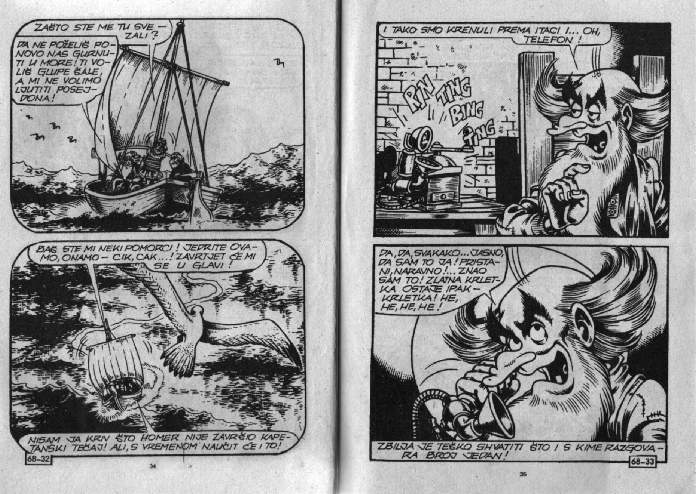 ZAŠTO STE ME TU SVE-
ZALI?
DA NE POŽELIŠ PO-
NOVO NAS GURNU-
TI U MORE! TI VO-
LIŠ GLUPE ŠALE,
A MI NE VOLIMO
LJUTITI POSEJ-
DONA!
BAŠ STE MI NEKI POMORCI! JEDRITE OVA-
MO, ONAMO - CIK, CAK...! ZAVRTJET ĆE MI
SE U GLAVI!
NISAM JA KRIV ŠTO HOMER NIJE ZAVRŠIO KAPE-
TANSKI TEČAJ! ALI, S VREMENOM NAUČIT ĆE I TO!
68-32
34
I TAKO SMO KRENULI PREMA ITACI I... OH,
TELEFON!
RIN
TING
BING
PING
DA, DA, SVAKAKO... JASNO,
DA SAM TO JA! PRISTA-
NI, NARAVNO!... ZNAO
SAM TO! ZLATNA KRLET-
KA OSTAJE IPAK -
KRLETKA! HE,
HE, HE, HE!
ZBILJA JE TEŠKO SHVATITI ŠTO I S KIME RAZGOVA-
RA BROJ JEDAN!
68-33
35